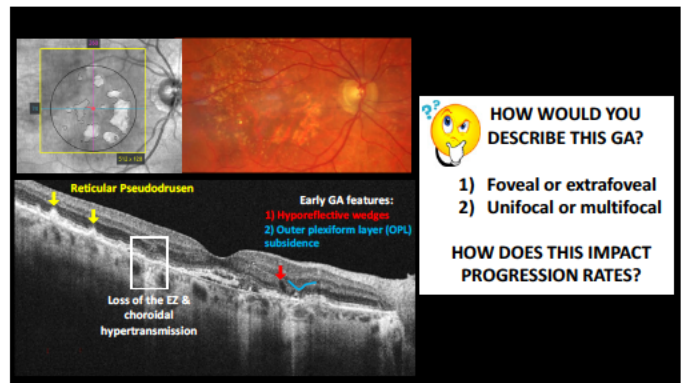 512 x 128
Reticular Pseudodrusen
Early GA features:
1) Hyporeflective wedges
2) Outer plexiform layer (OPL)
subsidence
Loss of the EZ &
choroidal
hypertransmission
??
HOW WOULD YOU
DESCRIBE THIS GA?
1) Foveal or extrafoveal
2) Unifocal or multifocal
HOW DOES THIS IMPACT
PROGRESSION RATES?